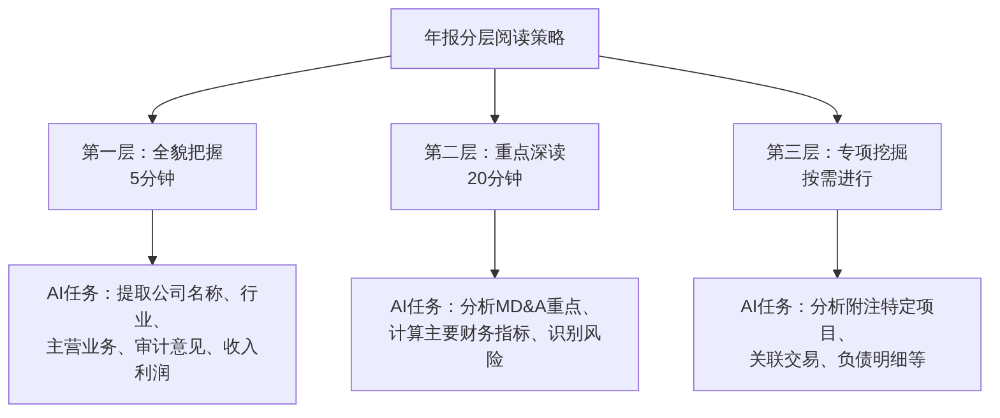 年报分层阅读策略
第一层：全貌把握
5分钟
第二层：重点深读
20分钟
第三层：专项挖掘
按需进行
AI任务：提取公司名称、行
业、
主营业务、审计意见、收入
利润
AI任务：分析MD&A重点、
计算主要财务指标、识别风
险
AI任务：分析附注特定项
目、
关联交易、负债明细等